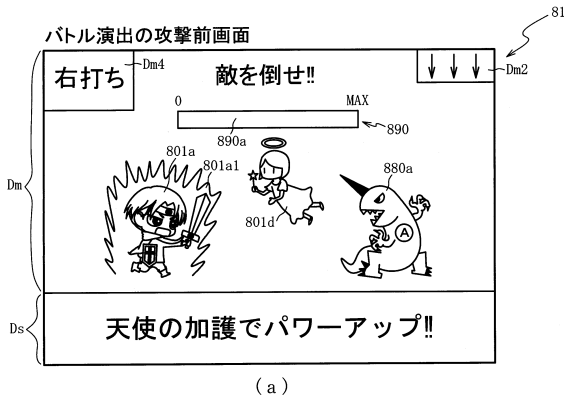 81
バトル演出の攻撃前画面
右打ち
Dm4
敵を倒せ!!
Dm2
0
MAX
890a
890
Dm
801a
801a1
880a
801d
A
Ds
天使の加護でパワーアップ!!
(a)